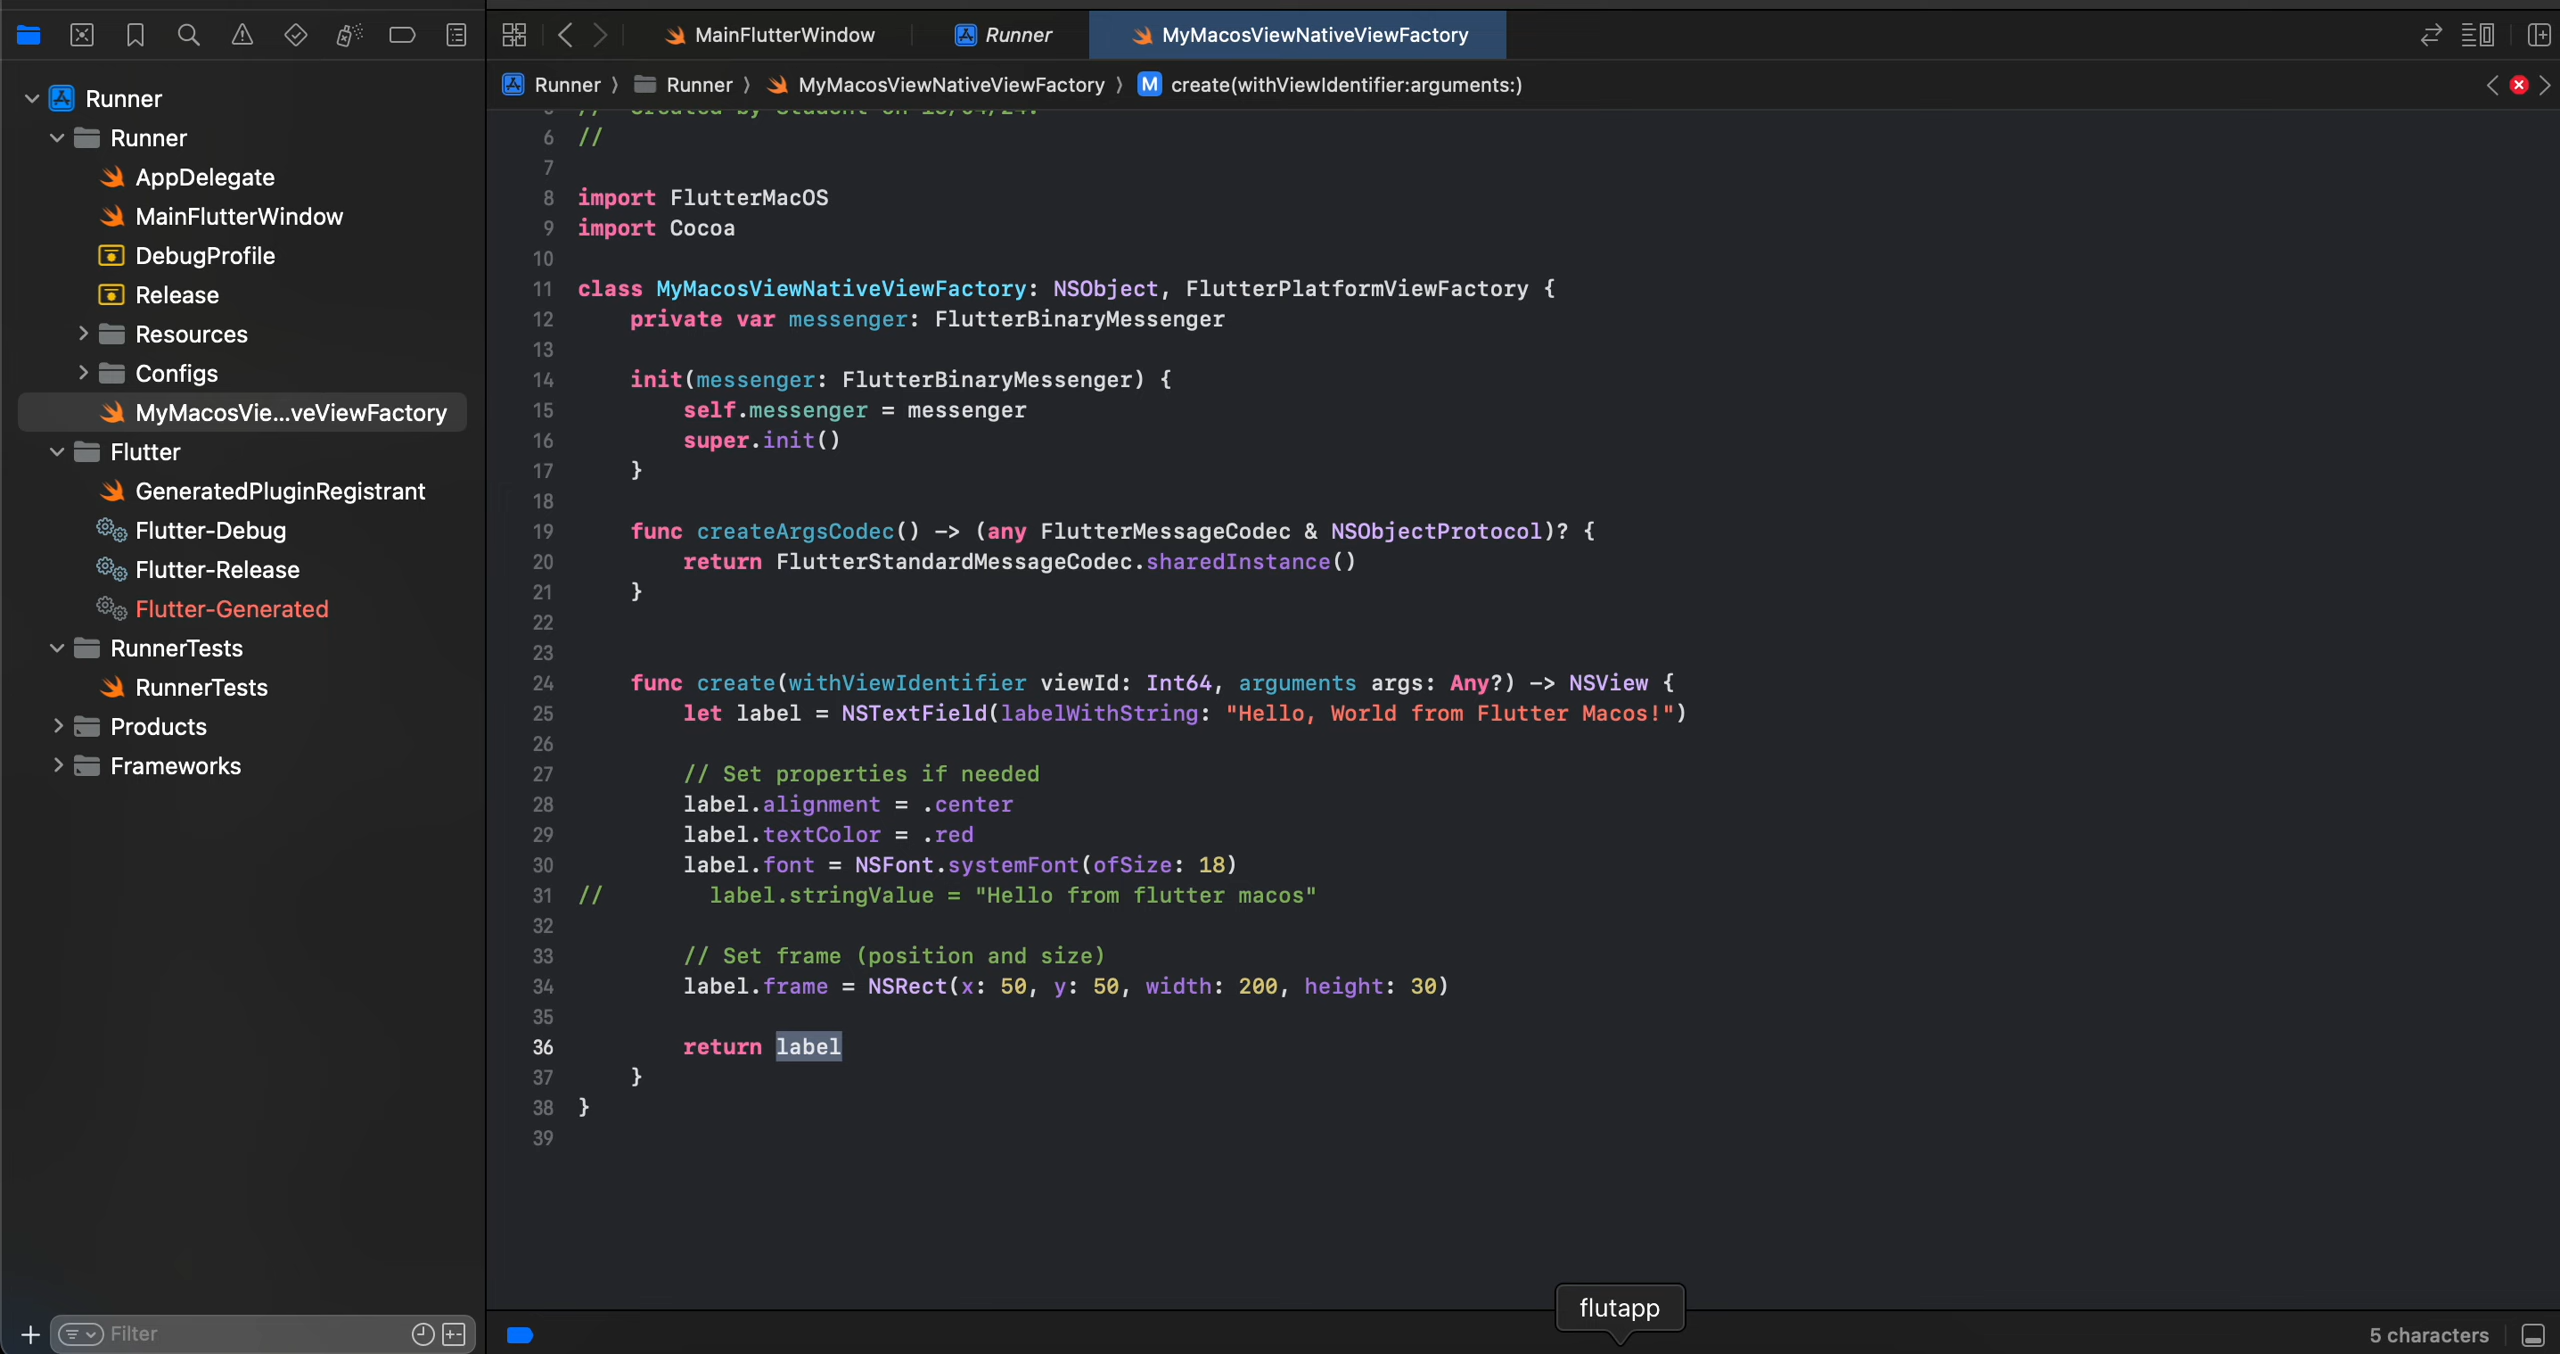 MainFlutterWindow
Runner
MyMacosViewNativeViewFactory
Runner
Runner
MyMacosViewNativeViewFactory
M
create(withViewIdentifier:arguments:)
Runner
Runner
AppDelegate
MainFlutterWindow
DebugProfile
Release
Resources
Configs
MyMacosVie...veViewFactory
Flutter
GeneratedPluginRegistrant
Flutter-Debug
Flutter-Release
Flutter-Generated
RunnerTests
RunnerTests
Products
Frameworks
Filter
6 //
7
8 import FlutterMacOS
9 import Cocoa
10
11 class MyMacosViewNativeViewFactory: NSObject, FlutterPlatformViewFactory {
12 private var messenger: FlutterBinaryMessenger
13
14 init(messenger: FlutterBinaryMessenger) {
15 self.messenger = messenger
16 super.init()
17 }
18
19 func createArgsCodec() -> (any FlutterMessageCodec & NSObjectProtocol)? {
20 return FlutterStandardMessageCodec.sharedInstance()
21 }
22
23
24 func create(withViewIdentifier viewId: Int64, arguments args: Any?) -> NSView {
25 let label = NSTextField(labelWithString: "Hello, World from Flutter Macos!")
26
27 // Set properties if needed
28 label.alignment = .center
29 label.textColor = .red
30 label.font = NSFont.systemFont(ofSize: 18)
31 // label.stringValue = "Hello from flutter macos"
32
33 // Set frame (position and size)
34 label.frame = NSRect(x: 50, y: 50, width: 200, height: 30)
35
36 return label
37 }
38 }
39
flutapp
5 characters